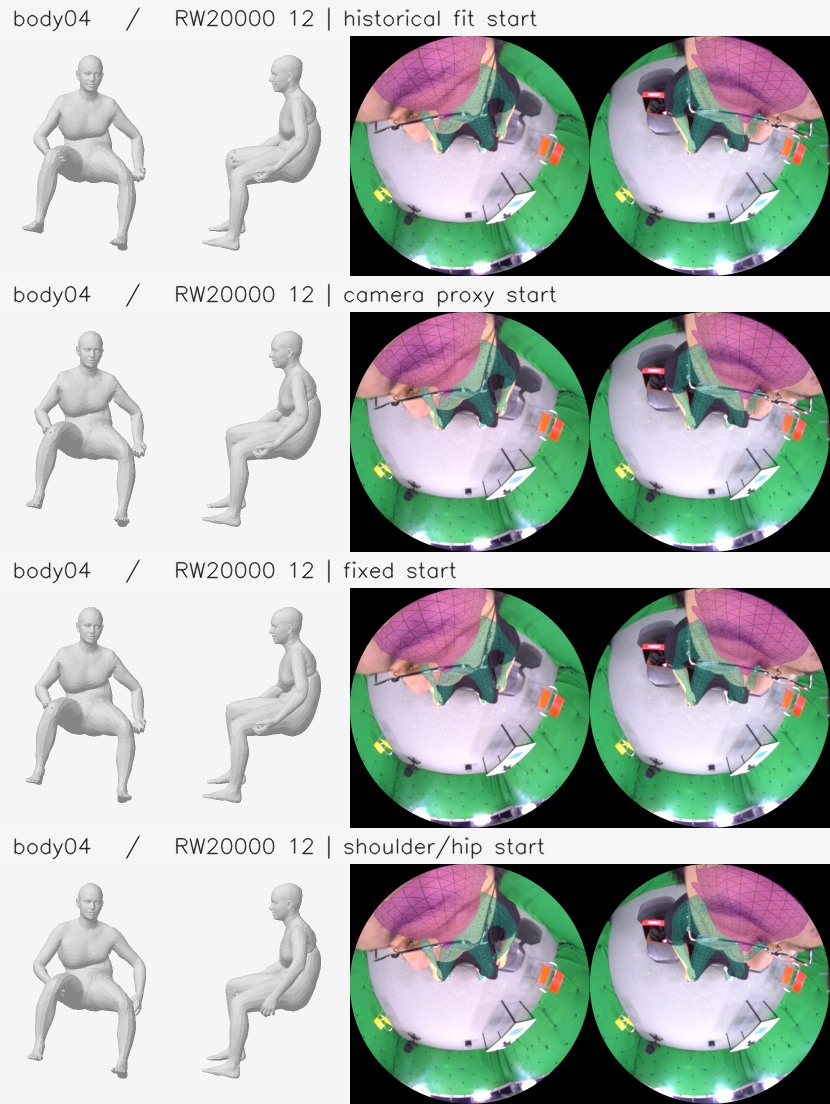 body04 / RW20000 12 | historical fit start
body04 / RW20000 12 | camera proxy start
body04 / RW20000 12 | fixed start
body04 / RW20000 12 | shoulder/hip start